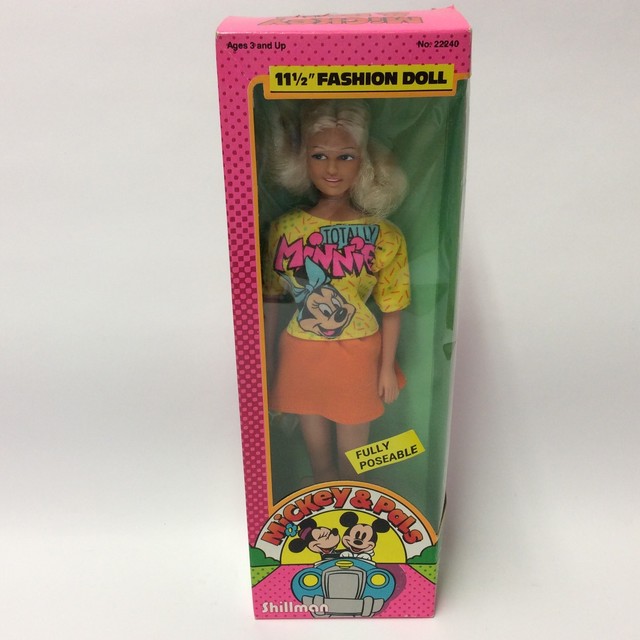 Ages 3 and Up
No: 22240
11½" FASHION DOLL
TOTALLY
MiNNiE
FULLY
POSEABLE
Mickey & Pals
Shillman